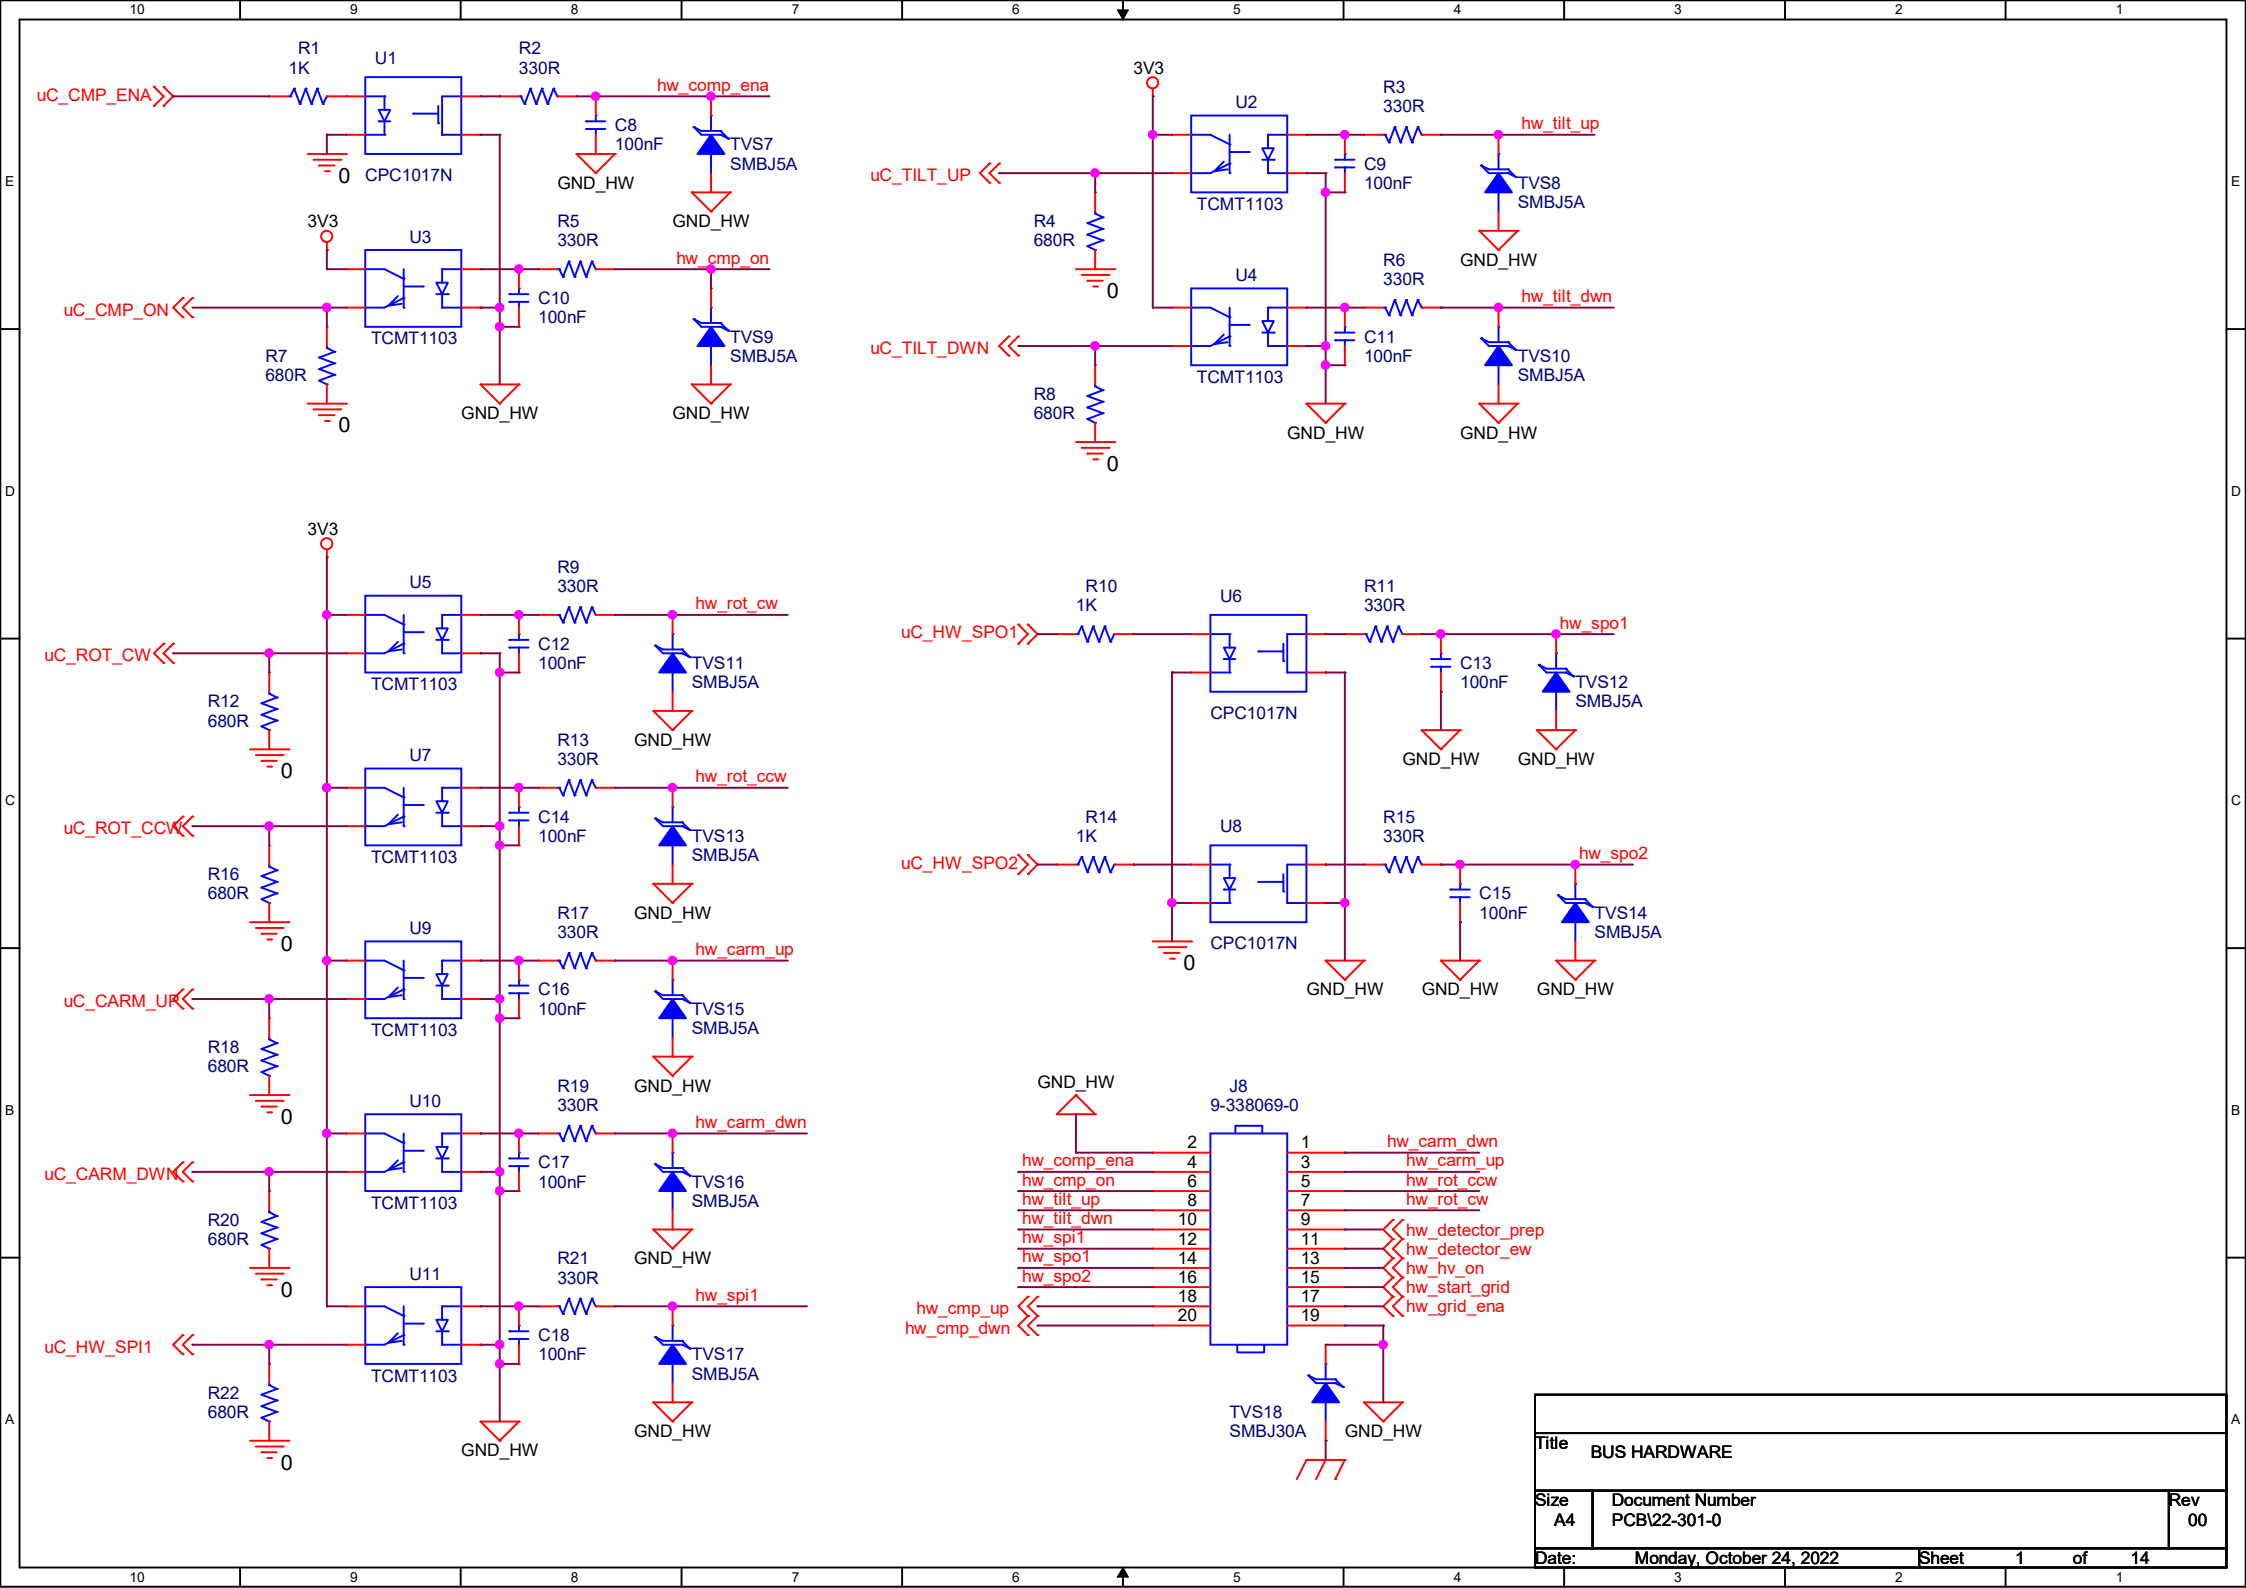 10 9 8 7 6 5 4 3 2 1
E
D
C
B
A
E
D
C
B
A
R1
1K
U1
R2
330R
uC_CMP_ENA
hw_comp_ena
C8
100nF
TVS7
SMBJ5A
0
CPC1017N
GND_HW
GND_HW
3V3
U3
R5
330R
hw_cmp_on
uC_CMP_ON
C10
100nF
TVS9
SMBJ5A
TCMT1103
R7
680R
0
GND_HW
GND_HW
3V3
U2
R3
330R
hw_tilt_up
uC_TILT_UP
C9
100nF
TVS8
SMBJ5A
TCMT1103
R4
680R
0
GND_HW
U4
R6
330R
hw_tilt_dwn
uC_TILT_DWN
C11
100nF
TVS10
SMBJ5A
TCMT1103
R8
680R
0
GND_HW
GND_HW
3V3
U5
R9
330R
hw_rot_cw
uC_ROT_CW
C12
100nF
TVS11
SMBJ5A
TCMT1103
R12
680R
0
GND_HW
U7
R13
330R
hw_rot_ccw
uC_ROT_CCW
C14
100nF
TVS13
SMBJ5A
TCMT1103
R16
680R
0
GND_HW
U9
R17
330R
hw_carm_up
uC_CARM_UP
C16
100nF
TVS15
SMBJ5A
TCMT1103
R18
680R
0
GND_HW
U10
R19
330R
hw_carm_dwn
uC_CARM_DWN
C17
100nF
TVS16
SMBJ5A
TCMT1103
R20
680R
0
GND_HW
U11
R21
330R
hw_spi1
uC_HW_SPI1
C18
100nF
TVS17
SMBJ5A
TCMT1103
R22
680R
0
GND_HW
GND_HW
R10
1K
U6
R11
330R
hw_spo1
uC_HW_SPO1
C13
100nF
TVS12
SMBJ5A
CPC1017N
GND_HW
GND_HW
R14
1K
U8
R15
330R
hw_spo2
uC_HW_SPO2
C15
100nF
TVS14
SMBJ5A
CPC1017N
0
GND_HW
GND_HW
GND_HW
GND_HW
J8
9-338069-0
2 1 hw_carm_dwn
hw_comp_ena 4 3 hw_carm_up
hw_cmp_on 6 5 hw_rot_ccw
hw_tilt_up 8 7 hw_rot_cw
hw_tilt_dwn 10 9 hw_detector_prep
hw_spi1 12 11 hw_detector_ew
hw_spo1 14 13 hw_hv_on
hw_spo2 16 15 hw_start_grid
hw_cmp_up 18 17 hw_grid_ena
hw_cmp_dwn 20 19
TVS18
SMBJ30A
GND_HW
Title
BUS HARDWARE
Size
A4
Document Number
PCB\22-301-0
Rev
00
Date: Monday, October 24, 2022 Sheet 1 of 14
10 9 8 7 6 5 4 3 2 1